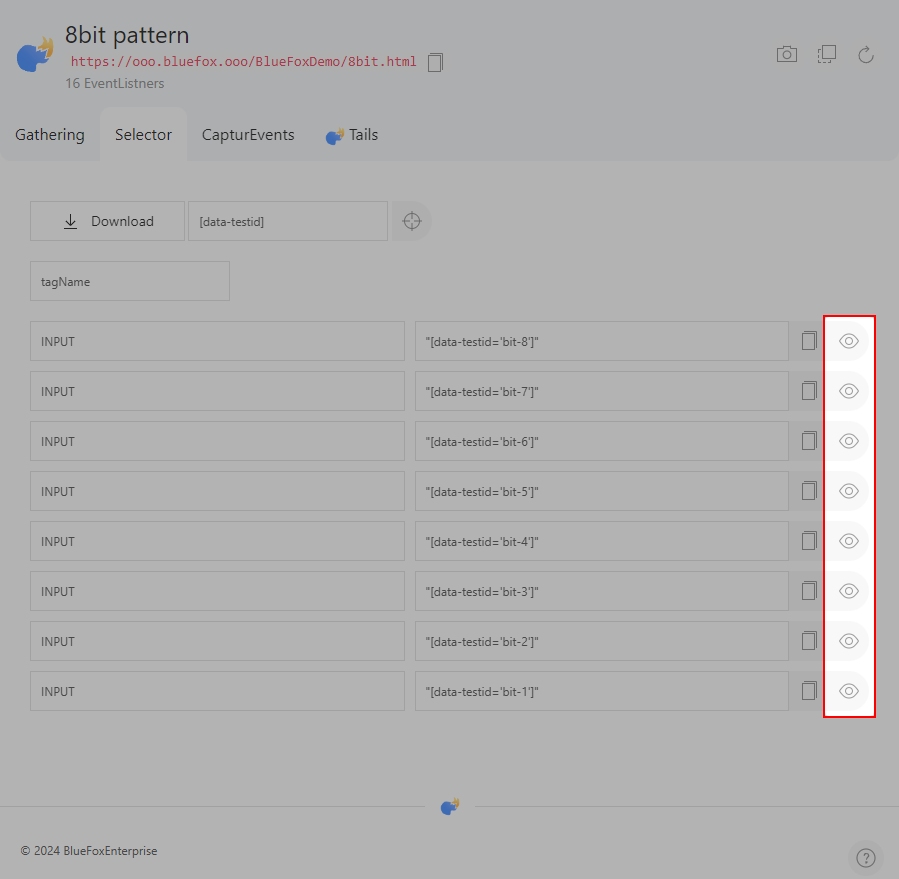 8bit pattern
https://ooo.bluefox.ooo/BlueFoxDemo/8bit.html
16 EventListners
Gathering Selector CapturEvents Tails
Download [data-testid]
tagName
INPUT "[data-testid='bit-8']"
INPUT "[data-testid='bit-7']"
INPUT "[data-testid='bit-6']"
INPUT "[data-testid='bit-5']"
INPUT "[data-testid='bit-4']"
INPUT "[data-testid='bit-3']"
INPUT "[data-testid='bit-2']"
INPUT "[data-testid='bit-1']"
© 2024 BlueFoxEnterprise
?